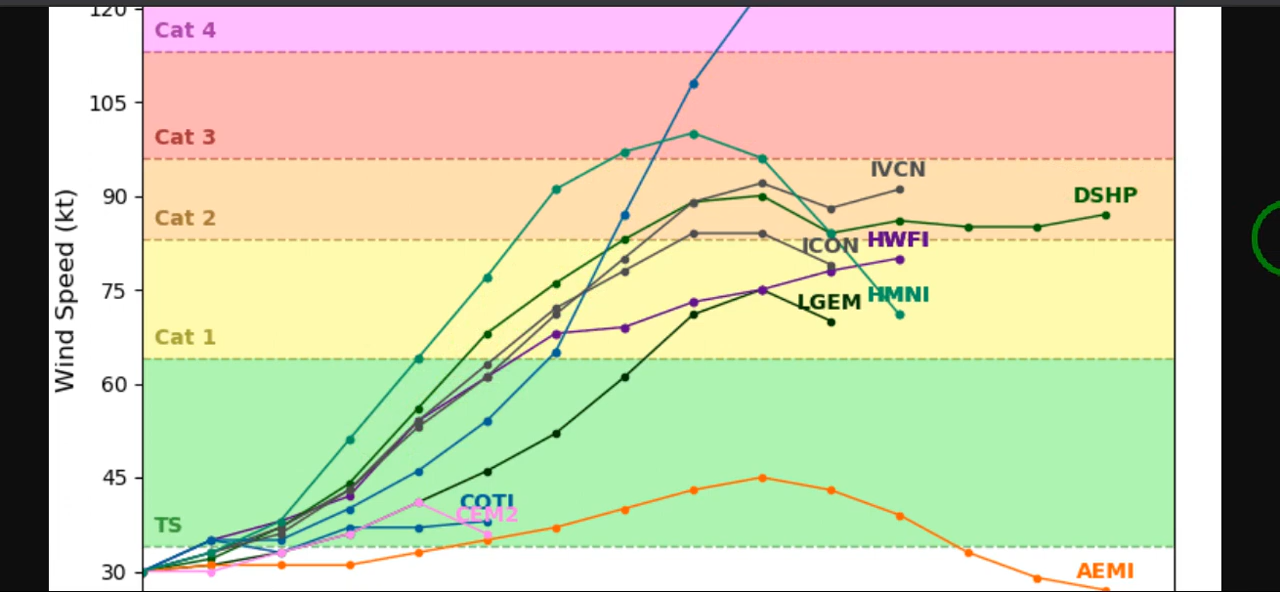 120
Cat 4
105
Cat 3
IVCN
90
DSHP
Cat 2
ICON
HWFI
75
LGEM
HMNI
Cat 1
Wind Speed (kt)
60
45
COTI
CEM2
TS
30
AEMI